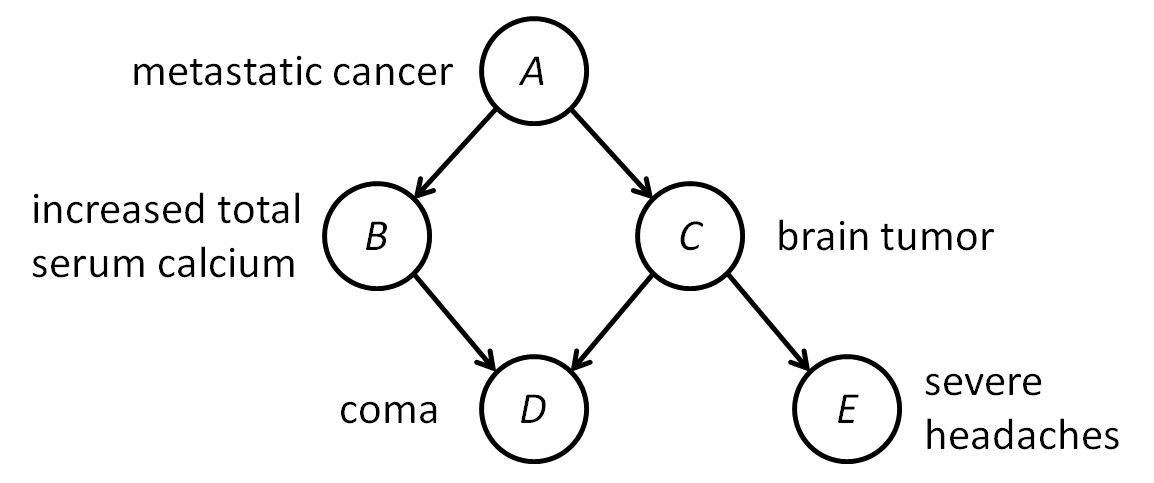 metastatic cancer
A
increased total
serum calcium
B
C
brain tumor
coma
D
E
severe
headaches